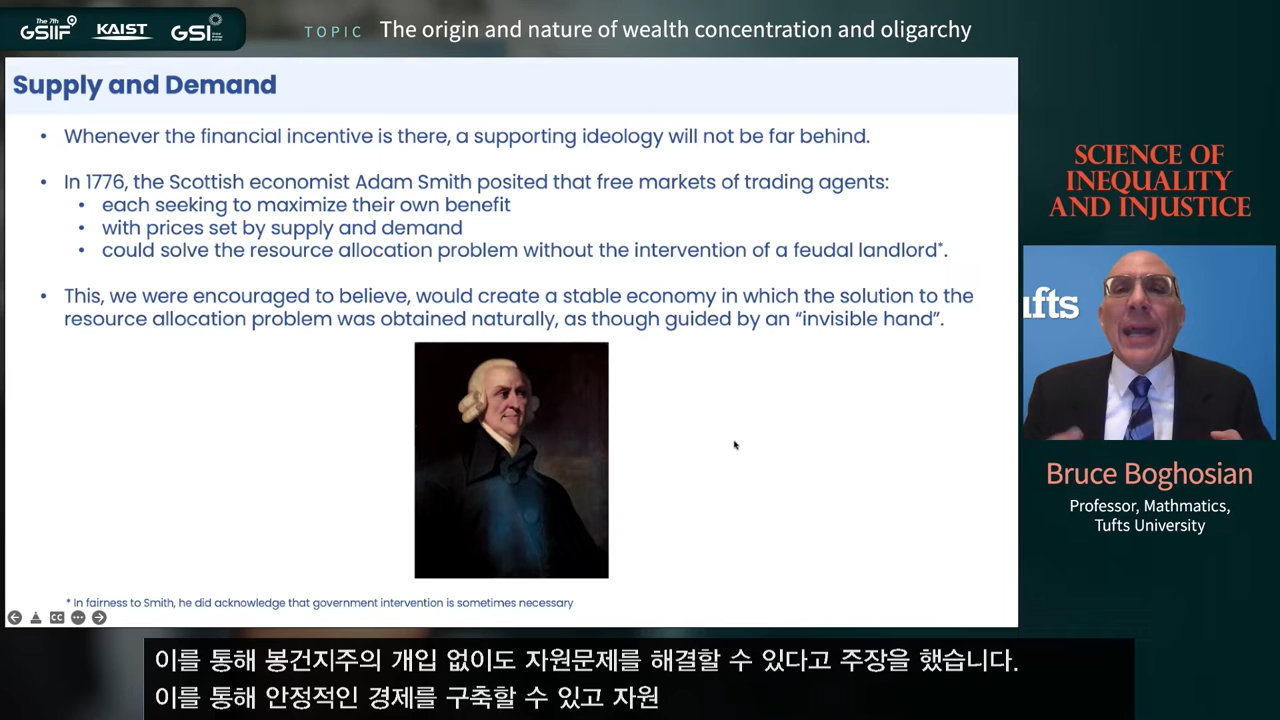 The 7th
GSIIF
KAIST
GSI
TOPIC The origin and nature of wealth concentration and oligarchy
Supply and Demand
• Whenever the financial incentive is there, a supporting ideology will not be far behind.
• In 1776, the Scottish economist Adam Smith posited that free markets of trading agents:
• each seeking to maximize their own benefit
• with prices set by supply and demand
• could solve the resource allocation problem without the intervention of a feudal landlord*.
• This, we were encouraged to believe, would create a stable economy in which the solution to the
resource allocation problem was obtained naturally, as though guided by an “invisible hand”.
* In fairness to Smith, he did acknowledge that government intervention is sometimes necessary
CC
SCIENCE OF
INEQUALITY
AND INJUSTICE
ufts
Bruce Boghosian
Professor, Mathmatics,
Tufts University
이를 통해 봉건지주의 개입 없이도 자원문제를 해결할 수 있다고 주장을 했습니다.
이를 통해 안정적인 경제를 구축할 수 있고 자원